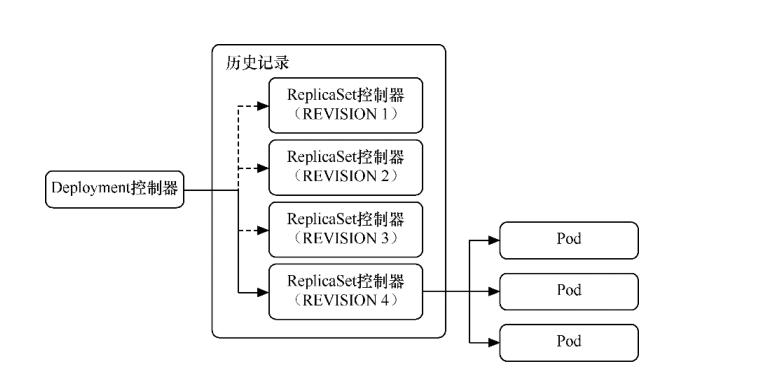 历史记录
ReplicaSet控制器
（REVISION 1）
ReplicaSet控制器
（REVISION 2）
Deployment控制器
ReplicaSet控制器
（REVISION 3）
ReplicaSet控制器
（REVISION 4）
Pod
Pod
Pod